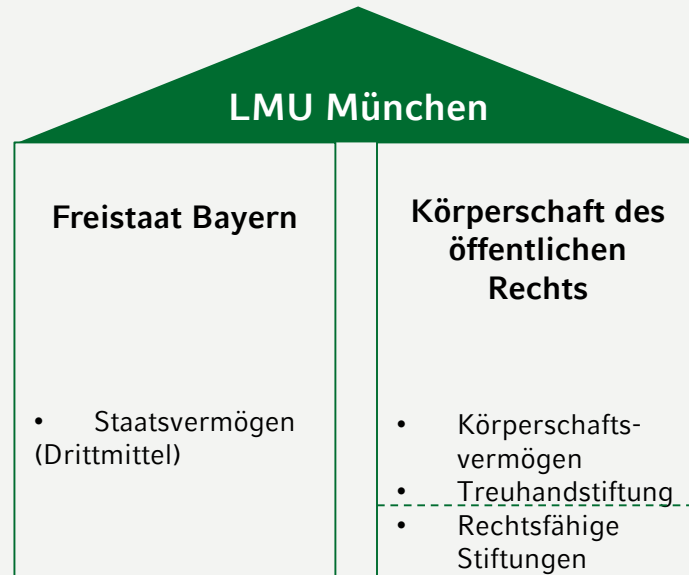 LMU München
Freistaat Bayern
• Staatsvermögen
(Drittmittel)
Körperschaft des
öffentlichen
Rechts
• Körperschafts-
vermögen
• Treuhandstiftung
• Rechtsfähige
Stiftungen